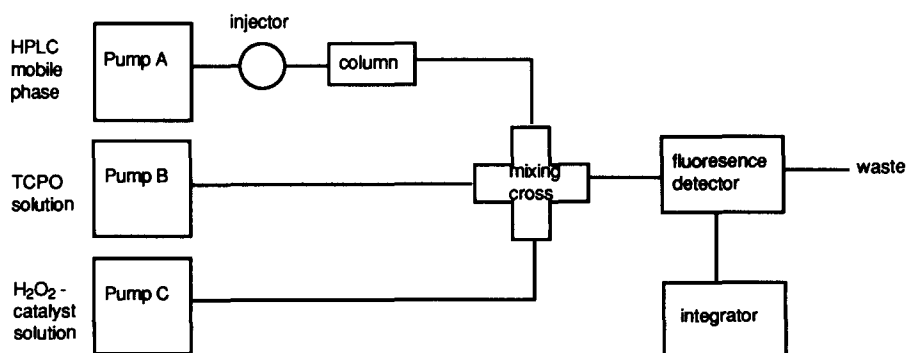 injector
HPLC
mobile
phase
Pump A
column
TCPO
solution
Pump B
mixing
cross
fluoresence
detector
waste
H₂O₂ -
catalyst
solution
Pump C
integrator